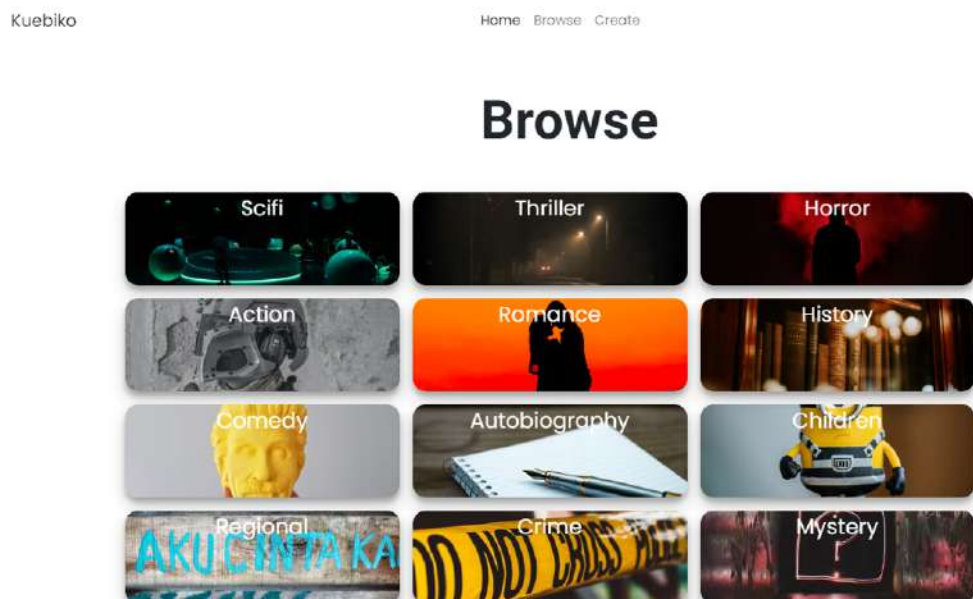 Kuebiko Home Browse Create
Browse
Scifi Thriller Horror
Action Romance History
Comedy Autobiography Children
Regional Crime Mystery
AKU CINTA KA DO NOT CROSS